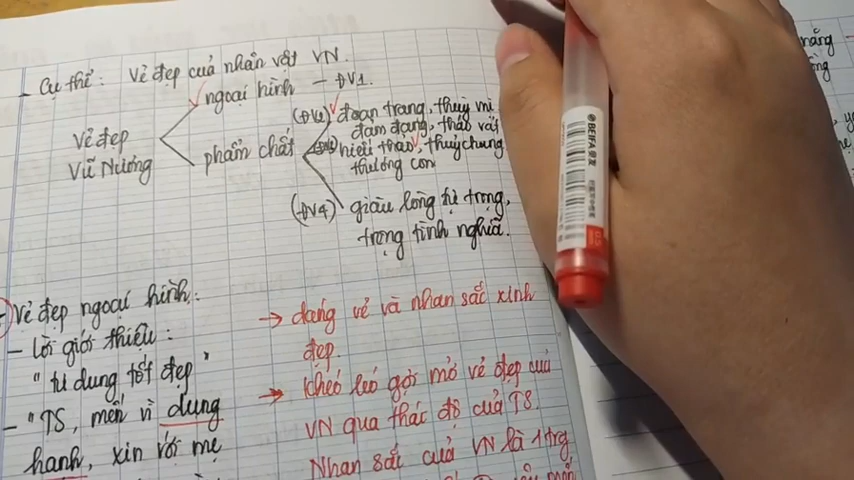 - Cụ thể: Vẻ đẹp của nhân vật VN.
ngoại hình - ĐV1.
Vẻ đẹp
Vũ Nương
phẩm chất
đoan trang, thuỳ mị
đảm đang, tháo vát
hiếu thảo, thuỷ chung
thương con
(ĐV4) giàu lòng tự trọng,
trọng tình nghĩa.
Vẻ đẹp ngoại hình:
- Lời giới thiệu:
"tư dung tốt đẹp"
- "TS, mến vì dung
hạnh, xin với mẹ
→ dáng vẻ và nhan sắc xinh
đẹp.
→ khéo léo gợi mở vẻ đẹp của
VN qua thái độ của TS.
Nhan sắc của VN là 1 trg
BEIFA